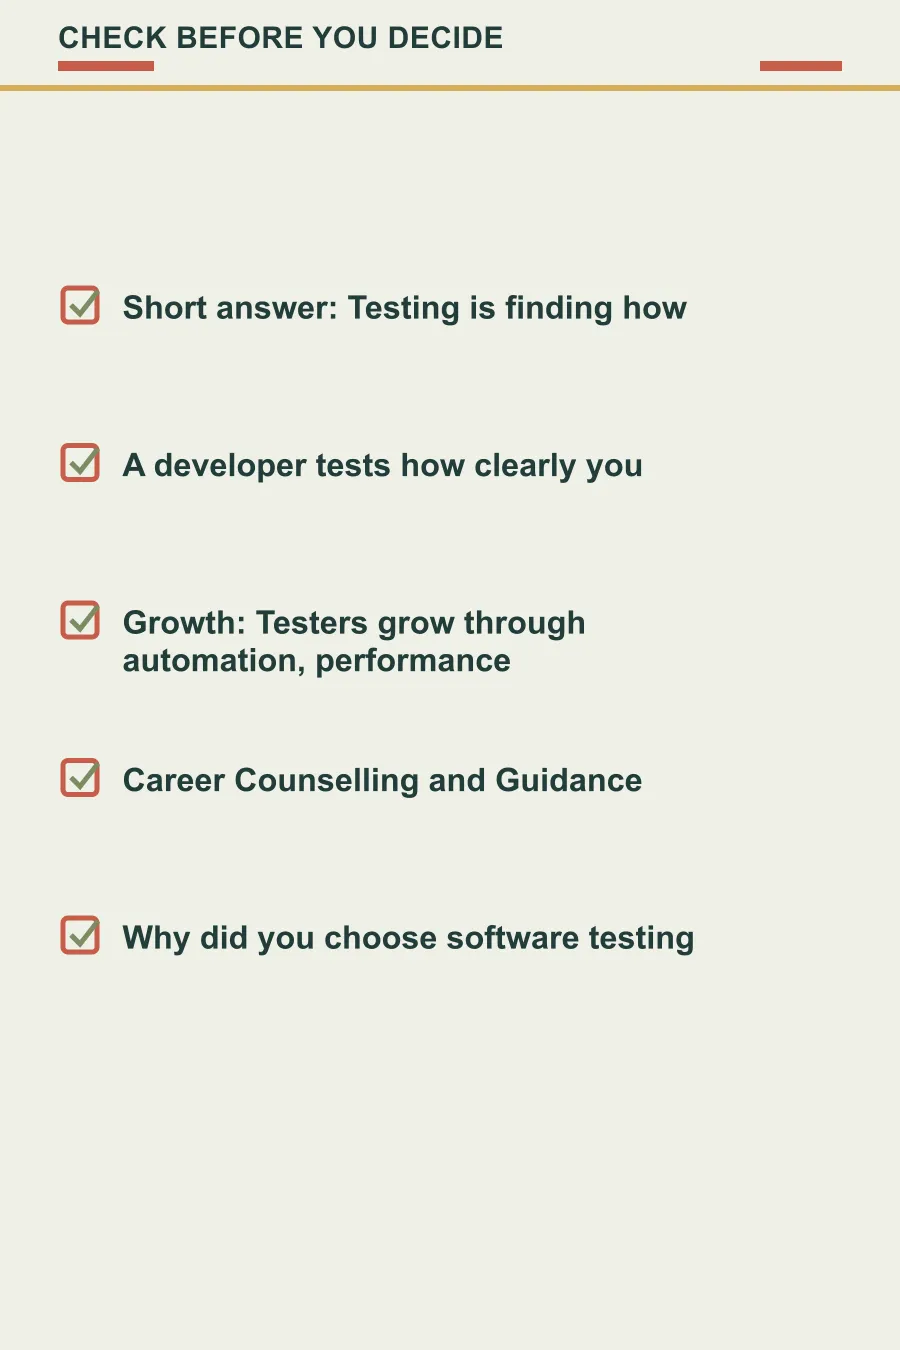 CHECK BEFORE YOU DECIDE
Short answer: Testing is finding how
A developer tests how clearly you
Growth: Testers grow through
automation, performance
Career Counselling and Guidance
Why did you choose software testing